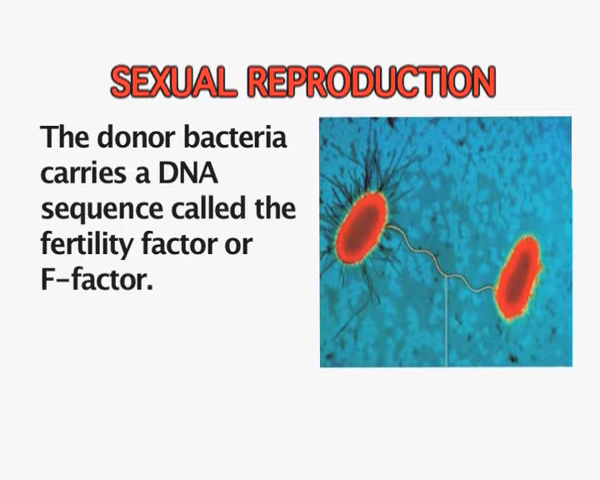 SEXUAL REPRODUCTION
The donor bacteria
carries a DNA
sequence called the
fertility factor or
F-factor.